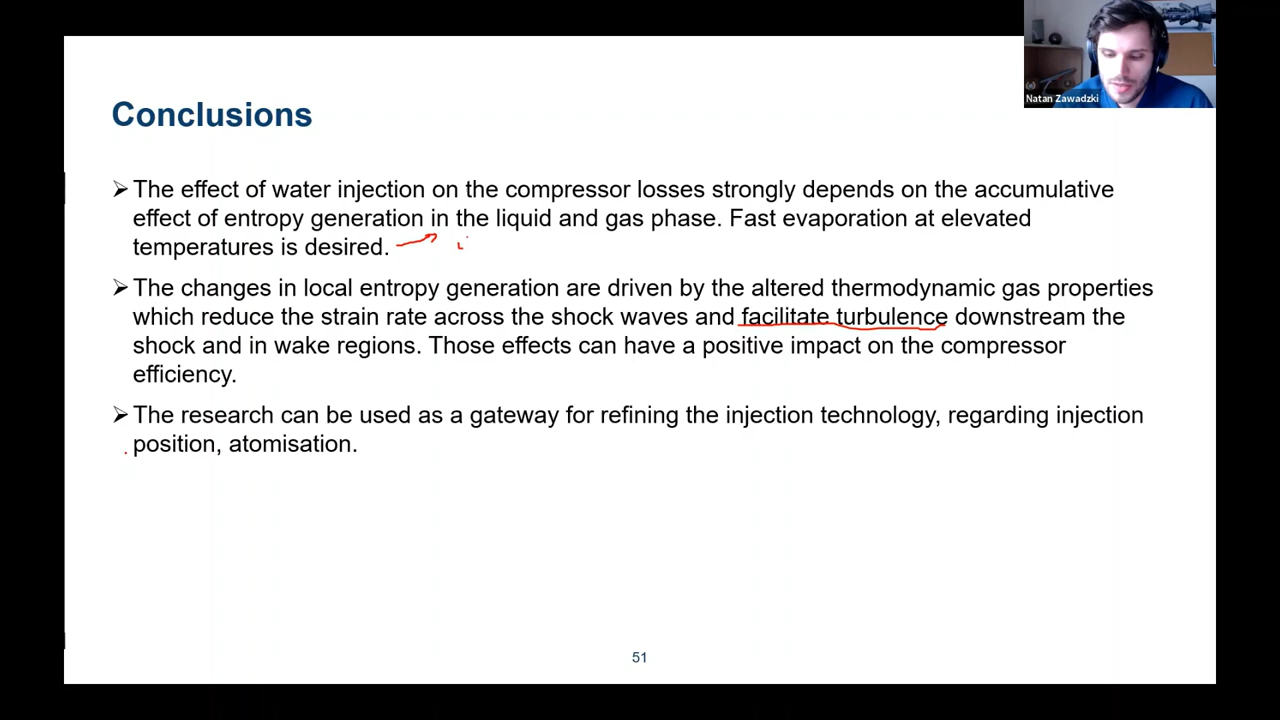 Natan Zawadzki
Conclusions
➢ The effect of water injection on the compressor losses strongly depends on the accumulative
effect of entropy generation in the liquid and gas phase. Fast evaporation at elevated
temperatures is desired.
➢ The changes in local entropy generation are driven by the altered thermodynamic gas properties
which reduce the strain rate across the shock waves and facilitate turbulence downstream the
shock and in wake regions. Those effects can have a positive impact on the compressor
efficiency.
➢ The research can be used as a gateway for refining the injection technology, regarding injection
position, atomisation.
51